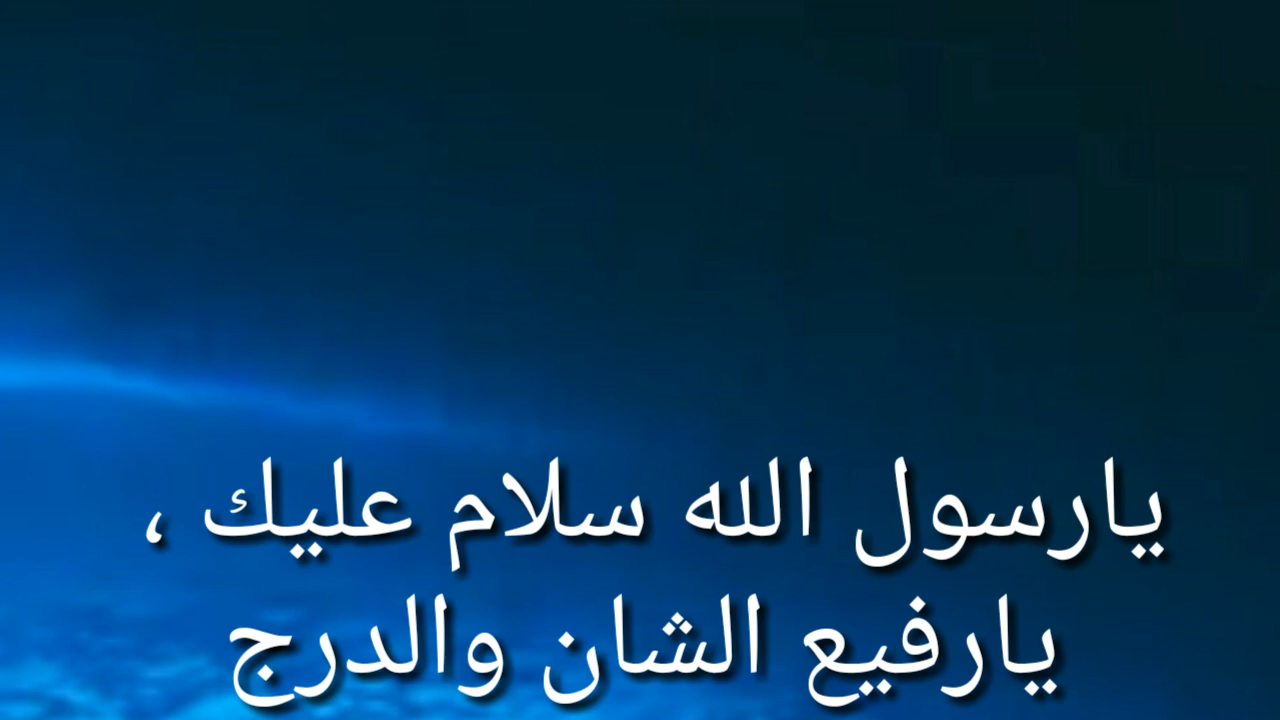 يارسول الله سلام عليك ،
يارفيع الشان والدرج